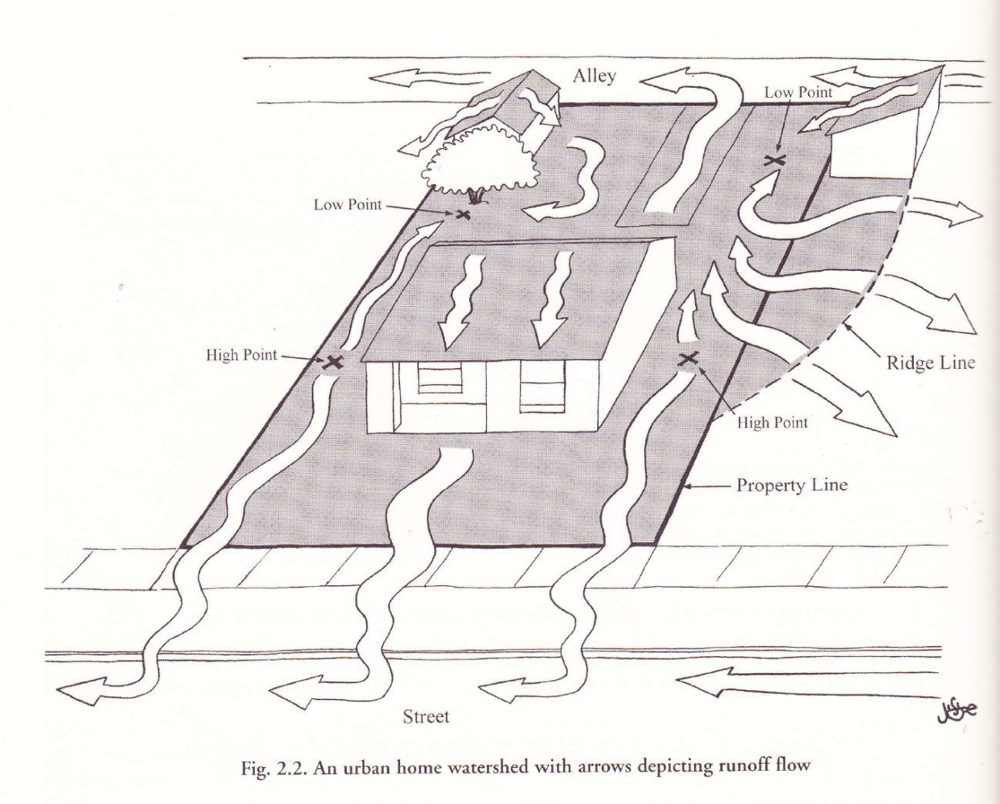 Alley
Low Point
Low Point
High Point
Ridge Line
High Point
Property Line
Street
Fig. 2.2. An urban home watershed with arrows depicting runoff flow